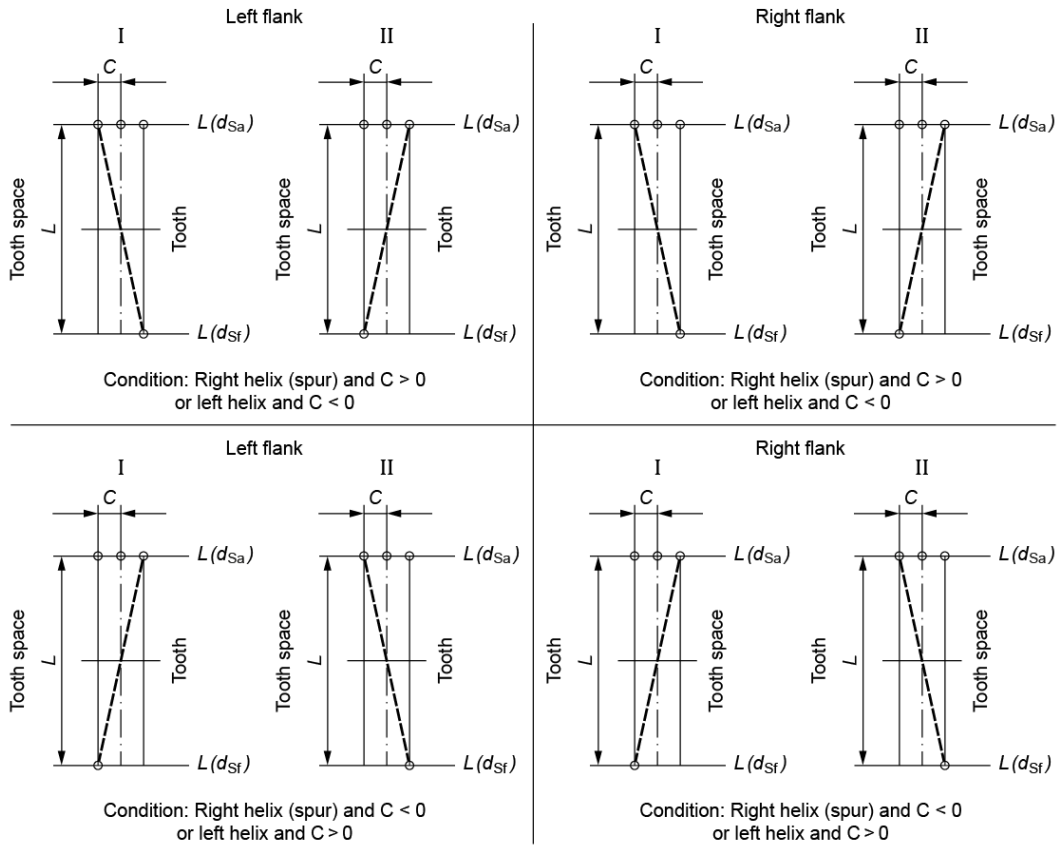 Left flank
I
II
C
C
L(dSa)
L(dSa)
Tooth space
L
Tooth
Tooth space
L
Tooth
L(dSf)
L(dSf)
Condition: Right helix (spur) and C > 0
or left helix and C < 0
Right flank
I
II
C
C
L(dSa)
L(dSa)
Tooth
L
Tooth space
Tooth
L
Tooth space
L(dSf)
L(dSf)
Condition: Right helix (spur) and C > 0
or left helix and C < 0
Left flank
I
II
C
C
L(dSa)
L(dSa)
Tooth space
L
Tooth
Tooth space
L
Tooth
L(dSf)
L(dSf)
Condition: Right helix (spur) and C < 0
or left helix and C > 0
Right flank
I
II
C
C
L(dSa)
L(dSa)
Tooth
L
Tooth space
Tooth
L
Tooth space
L(dSf)
L(dSf)
Condition: Right helix (spur) and C < 0
or left helix and C > 0